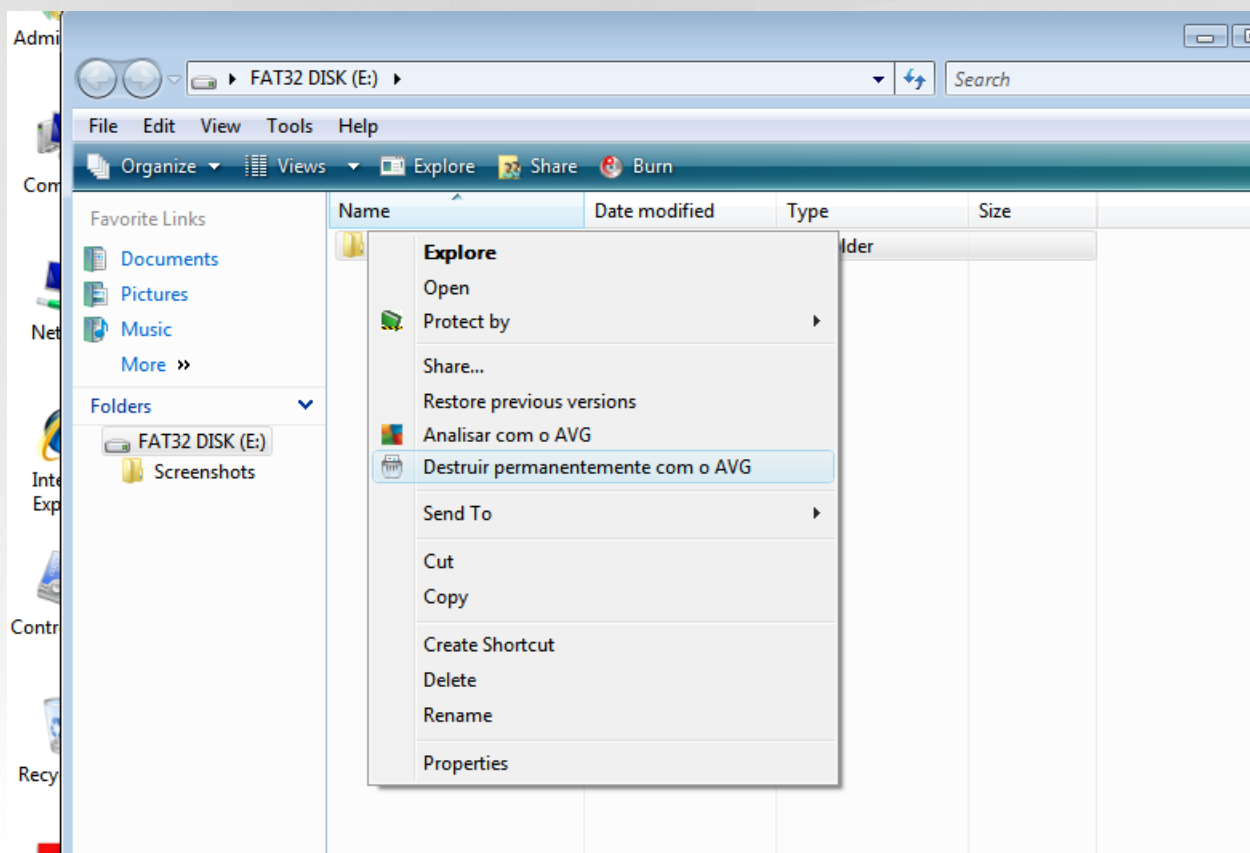 Admi
FAT32 DISK (E:)
Search
File Edit View Tools Help
Organize Views Explore Share Burn
Com
Favorite Links
Name Date modified Type Size
lder
Documents
Pictures
Music
More »
Net
Folders
FAT32 DISK (E:)
Screenshots
Inte
Exp
Contr
Recy
Explore
Open
Protect by
Share...
Restore previous versions
Analisar com o AVG
Destruir permanentemente com o AVG
Send To
Cut
Copy
Create Shortcut
Delete
Rename
Properties